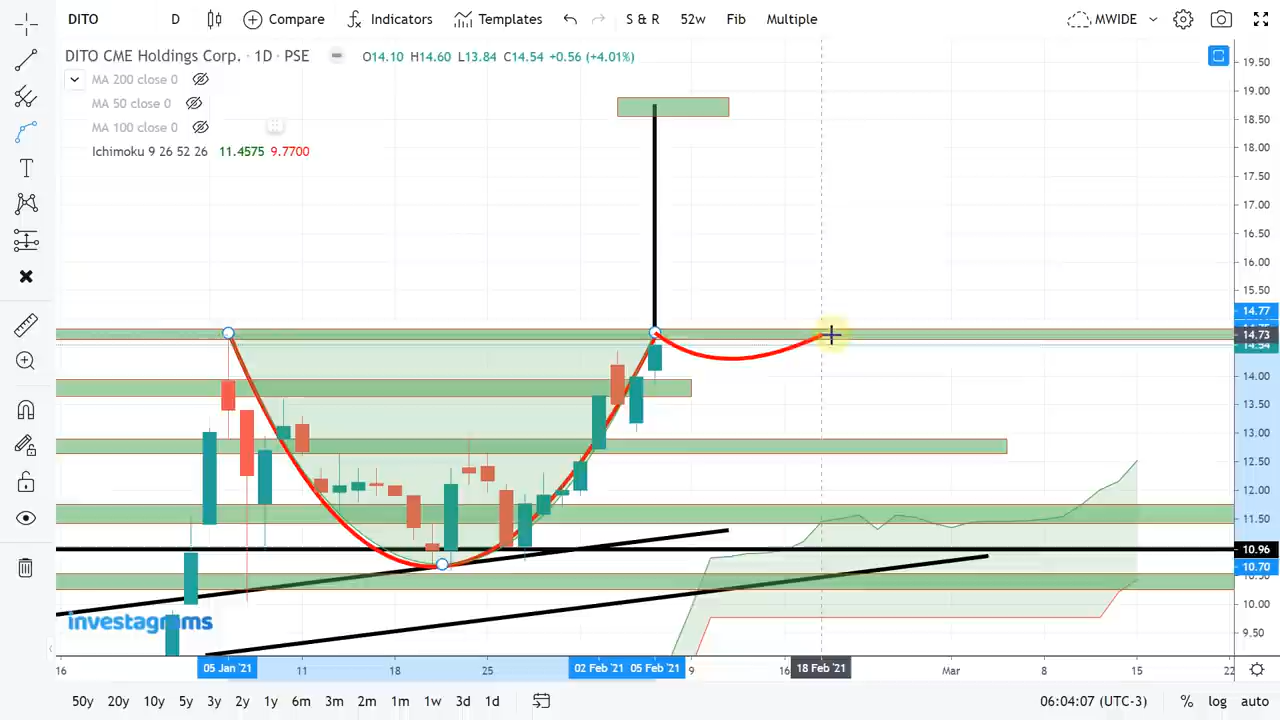 DITO D Compare Indicators Templates S & R 52w Fib Multiple MWIDE
DITO CME Holdings Corp. · 1D · PSE O14.10 H14.60 L13.84 C14.54 +0.56 (+4.01%)
MA 200 close 0
MA 50 close 0
MA 100 close 0
Ichimoku 9 26 52 26 11.4575 9.7700
19.50
19.00
18.50
18.00
17.50
17.00
16.50
16.00
15.50
14.77
14.73
14.54
14.00
13.50
13.00
12.50
12.00
11.50
10.96
10.70
10.00
9.50
investagrams
16 05 Jan '21 11 18 25 02 Feb '21 05 Feb '21 9 16 18 Feb '21 Mar 8 15 22
50y 20y 10y 5y 3y 2y 1y 6m 3m 2m 1m 1w 3d 1d 06:04:07 (UTC-3) % log auto